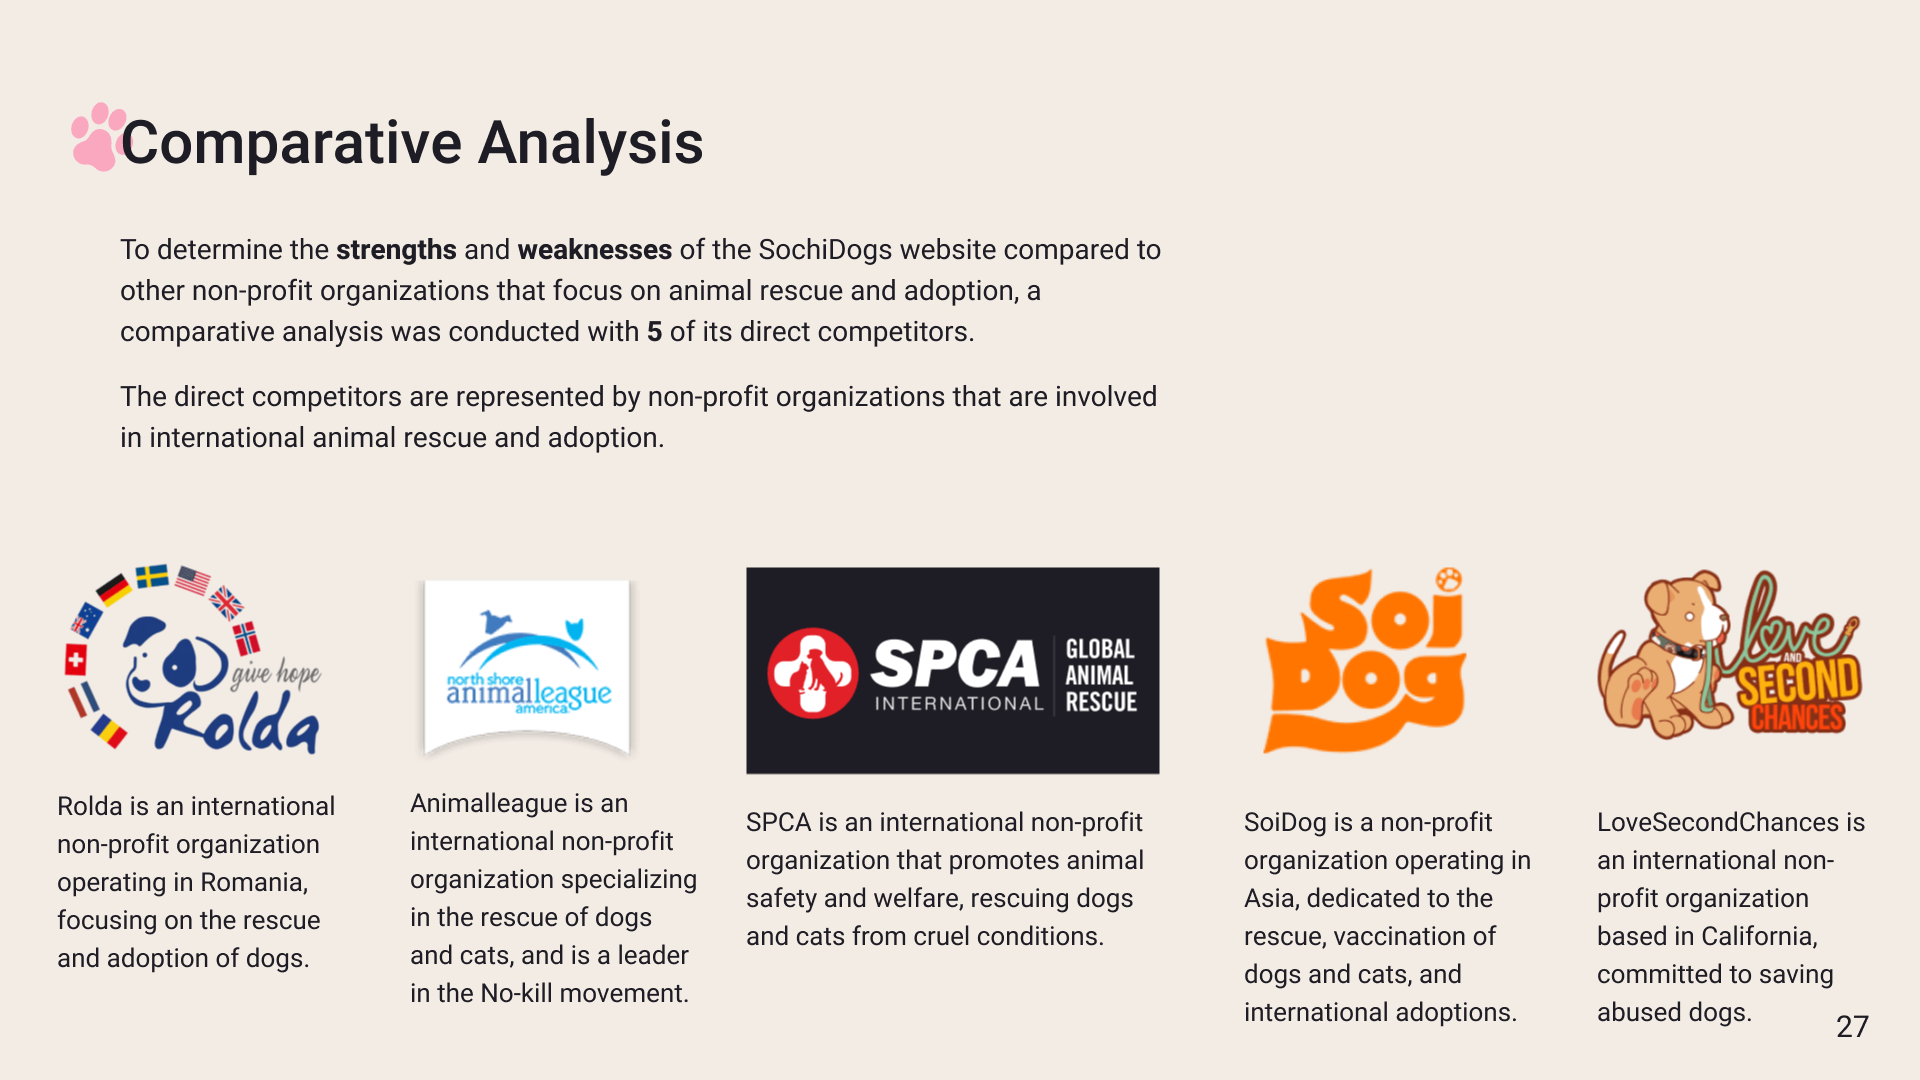 Comparative Analysis
To determine the strengths and weaknesses of the SochiDogs website compared to
other non-profit organizations that focus on animal rescue and adoption, a
comparative analysis was conducted with 5 of its direct competitors.
The direct competitors are represented by non-profit organizations that are involved
in international animal rescue and adoption.
give hope
Rolda
Rolda is an international
non-profit organization
operating in Romania,
focusing on the rescue
and adoption of dogs.
north shore
animalleague
america
Animalleague is an
international non-profit
organization specializing
in the rescue of dogs
and cats, and is a leader
in the No-kill movement.
SPCA
INTERNATIONAL
GLOBAL
ANIMAL
RESCUE
SPCA is an international non-profit
organization that promotes animal
safety and welfare, rescuing dogs
and cats from cruel conditions.
Soi
Dog
SoiDog is a non-profit
organization operating in
Asia, dedicated to the
rescue, vaccination of
dogs and cats, and
international adoptions.
love
AND
SECOND
CHANCES
LoveSecondChances is
an international non-
profit organization
based in California,
committed to saving
abused dogs.
27